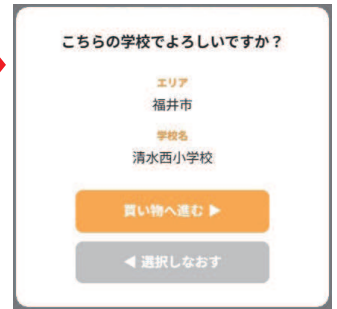 こちらの学校でよろしいですか？
エリア
福井市
学校名
清水西小学校
買い物へ進む ▶
◀ 選択しなおす